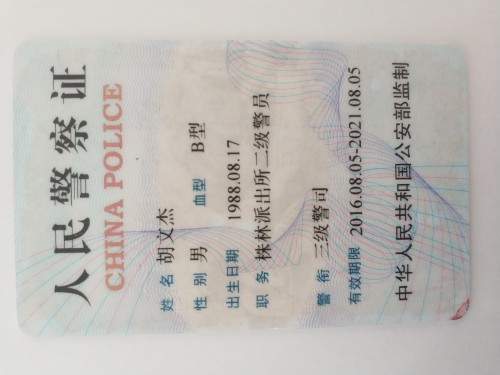 人民警察证
CHINA POLICE
姓 名 胡文杰
性 别 男 血型 B型
出生日期 1988.08.17
职 务 株林派出所二级警员
警 衔 三级警司
有效期限 2016.08.05-2021.08.05
中华人民共和国公安部监制